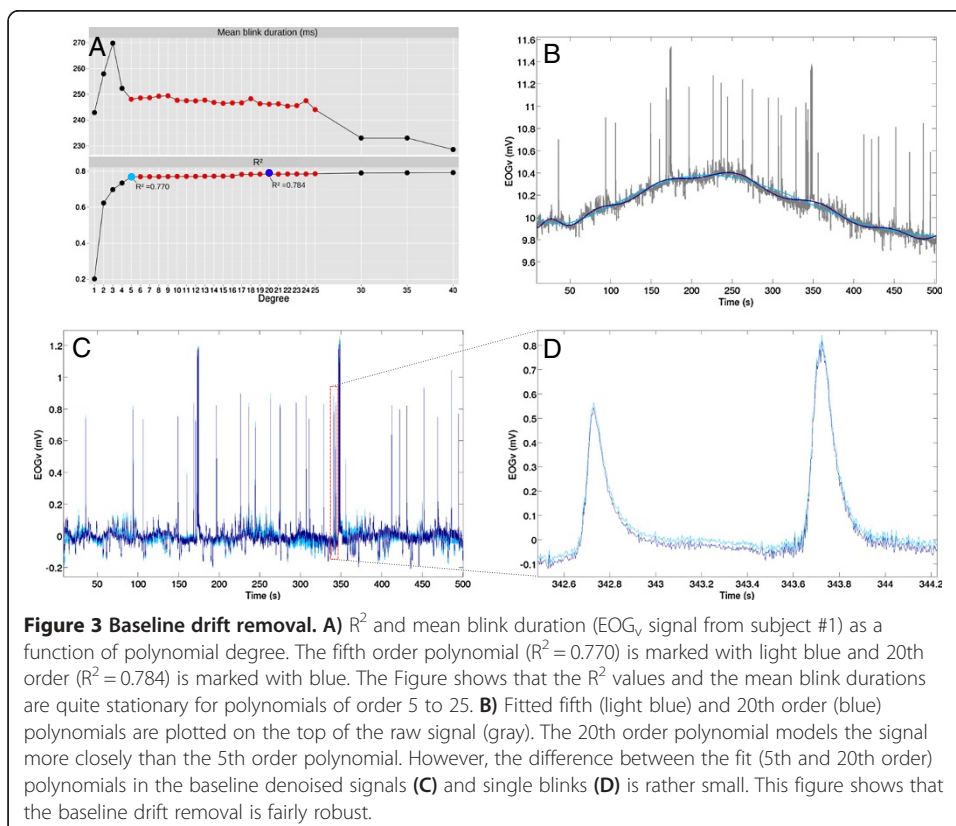 A
Mean blink duration (ms)
270
260
250
240
230
R²
0.8
0.6
0.4
0.2
R² =0.770
R² =0.784
1 2 3 4 5 6 7 8 9 10 11 12 13 14 15 16 17 18 19 20 21 22 23 24 25 30 35 40
Degree
B
11.6
11.4
11.2
11
10.8
10.6
10.4
10.2
10
9.8
9.6
EOGv (mV)
50 100 150 200 250 300 350 400 450 500
Time (s)
C
1.2
1
0.8
0.6
0.4
0.2
0
-0.2
EOGv (mV)
0 50 100 150 200 250 300 350 400 450 500
Time (s)
D
0.8
0.7
0.6
0.5
0.4
0.3
0.2
0.1
0
-0.1
EOGv (mV)
342.6 342.8 343 343.2 343.4 343.6 343.8 344 344.2
Time (s)
Figure 3 Baseline drift removal. A) R² and mean blink duration (EOGᵥ signal from subject #1) as a
function of polynomial degree. The fifth order polynomial (R² = 0.770) is marked with light blue and 20th
order (R² = 0.784) is marked with blue. The Figure shows that the R² values and the mean blink durations
are quite stationary for polynomials of order 5 to 25. B) Fitted fifth (light blue) and 20th order (blue)
polynomials are plotted on the top of the raw signal (gray). The 20th order polynomial models the signal
more closely than the 5th order polynomial. However, the difference between the fit (5th and 20th order)
polynomials in the baseline denoised signals (C) and single blinks (D) is rather small. This figure shows that
the baseline drift removal is fairly robust.